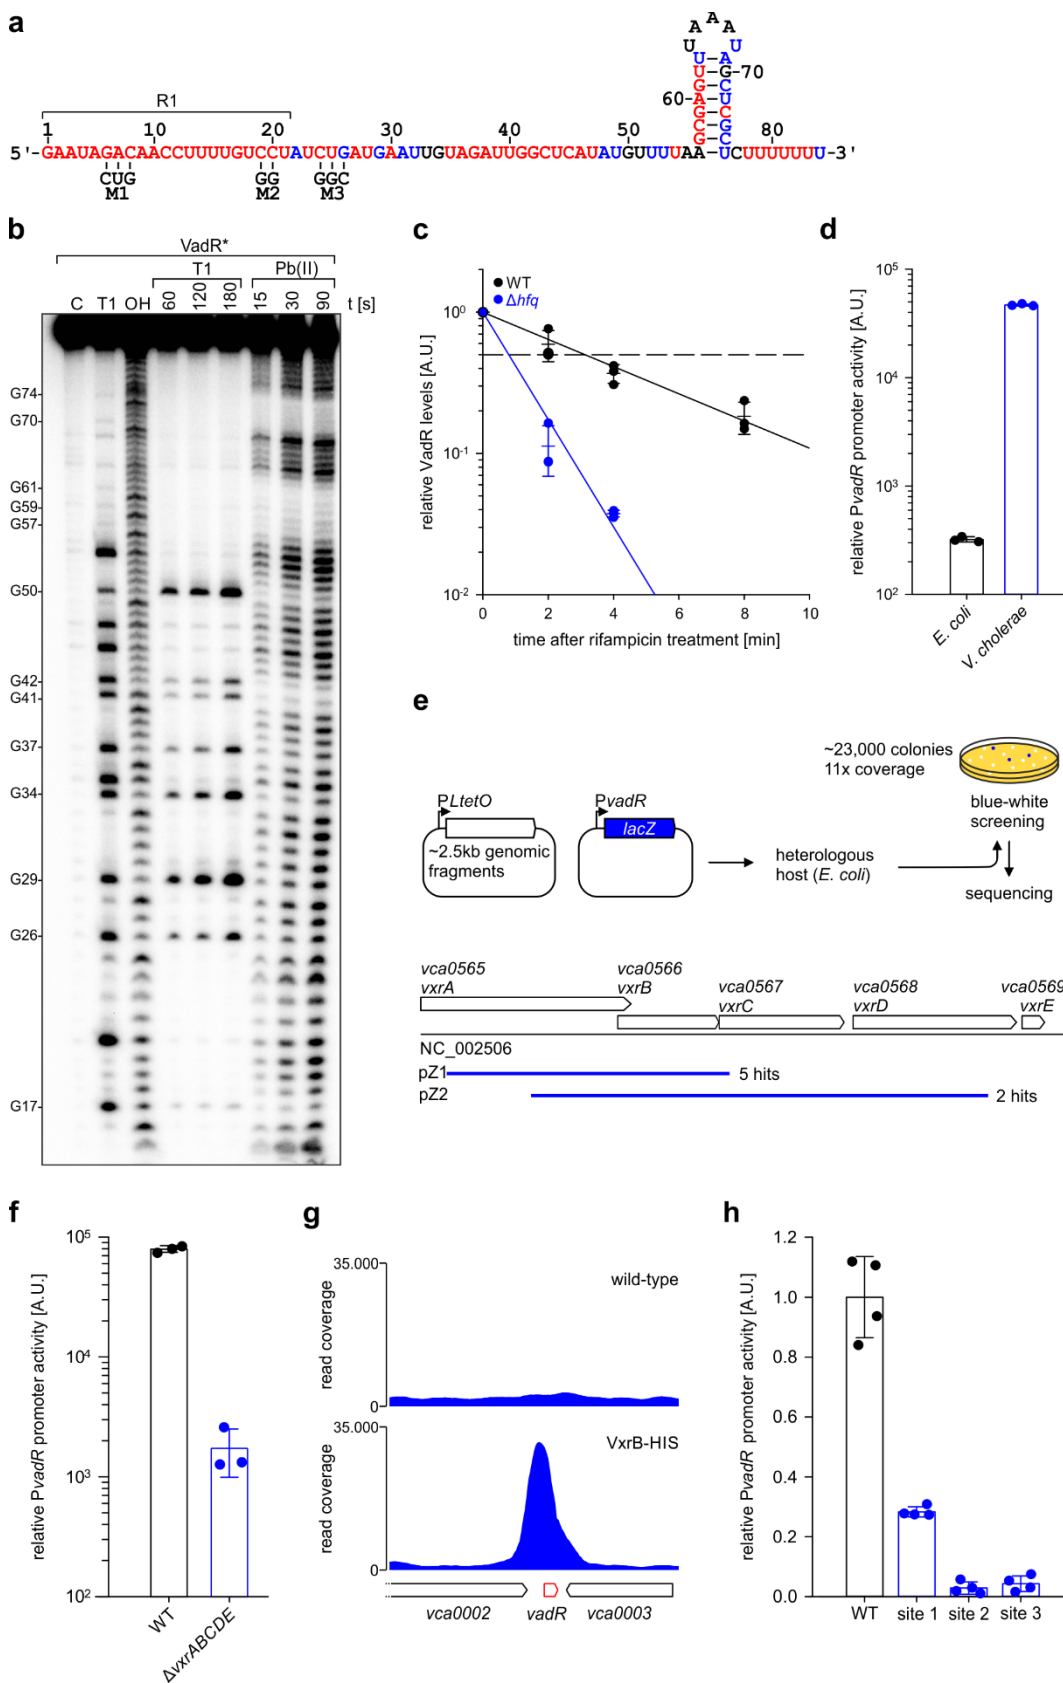 a
A
A A
U U
U–A
U–G-70
G–C
60-A–U
G–C
C–G
G–C
R1
1 10 20 30 40 50 80
5'-GAAUAGACAACCUUUUGUCCUAUCUGAUGAAUUGUAGAUUGGCUCAUAUGUUUUAA–UCUUUUUUU-3'
CUG GG GGC
M1 M2 M3
b
VadR*
T1 Pb(II)
C T1 OH 60 120 180 15 30 90 t [s]
G74
G70
G61
G59
G57
G50
G42
G41
G37
G34
G29
G26
G17
c
WT
Δhfq
10⁰
10⁻¹
10⁻²
relative VadR levels [A.U.]
0 2 4 6 8 10
time after rifampicin treatment [min]
d
relative PvadR promoter activity [A.U.]
10⁵
10⁴
10³
10²
E. coli
V. cholerae
e
PLtetO
~2.5kb genomic
fragments
PvadR
lacZ
heterologous
host (E. coli)
~23,000 colonies
11x coverage
blue-white
screening
sequencing
vca0565
vxrA
vca0566
vxrB
vca0567
vxrC
vca0568
vxrD
vca0569
vxrE
NC_002506
pZ1 5 hits
pZ2 2 hits
f
relative PvadR promoter activity [A.U.]
10⁵
10⁴
10³
10²
WT
ΔvxrABCDE
g
35.000
read coverage
0
wild-type
35.000
read coverage
0
VxrB-HIS
vca0002 vadR vca0003
h
relative PvadR promoter activity [A.U.]
1.2
1.0
0.8
0.6
0.4
0.2
0.0
WT site 1 site 2 site 3